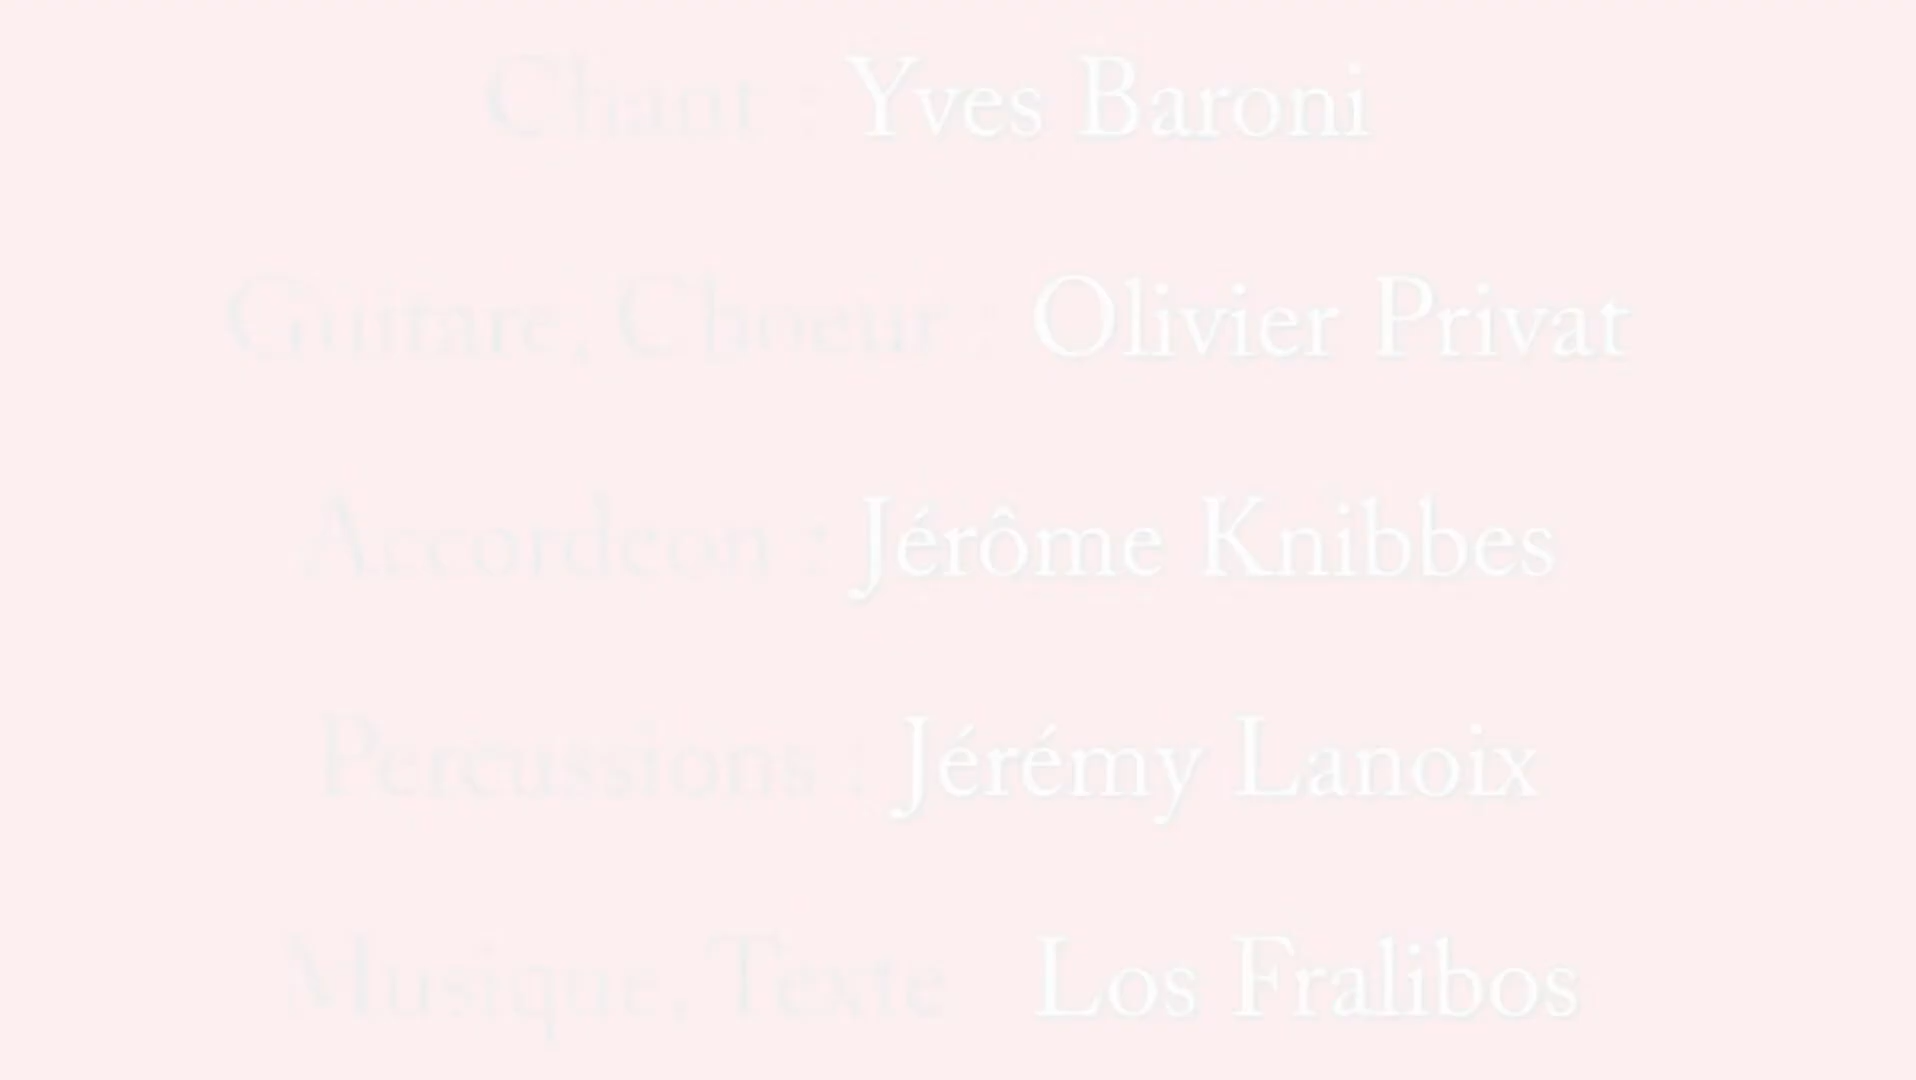 Chant : Yves Baroni
Guitare, Choeur : Olivier Privat
Accordeon : Jérôme Knibbes
Percussions : Jérémy Lanoix
Musique, Texte Los Fralibos